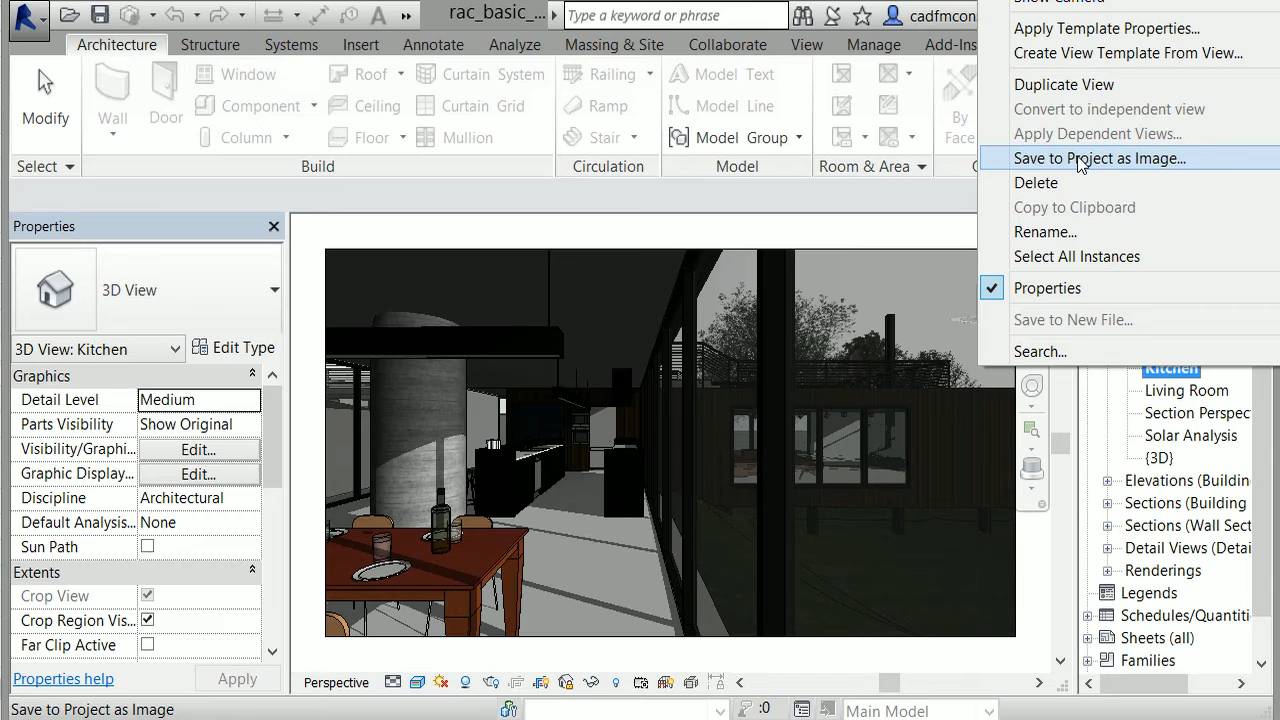 rac_basic_...
Type a keyword or phrase
cadfmcon
Architecture
Structure
Systems
Insert
Annotate
Analyze
Massing & Site
Collaborate
View
Manage
Add-Ins
Modify
Wall
Door
Window
Component
Column
Roof
Ceiling
Floor
Curtain System
Curtain Grid
Mullion
Railing
Ramp
Stair
Model Text
Model Line
Model Group
By
Face
Select
Build
Circulation
Model
Room & Area
Show Camera
Apply Template Properties...
Create View Template From View...
Duplicate View
Convert to independent view
Apply Dependent Views...
Save to Project as Image...
Delete
Copy to Clipboard
Rename...
Select All Instances
Properties
Save to New File...
Search...
Properties
3D View
3D View: Kitchen
Edit Type
Graphics
Detail Level Medium
Parts Visibility Show Original
Visibility/Graphi... Edit...
Graphic Display... Edit...
Discipline Architectural
Default Analysis... None
Sun Path
Extents
Crop View
Crop Region Vis...
Far Clip Active
Properties help
Apply
Kitchen
Living Room
Section Perspec
Solar Analysis
{3D}
Elevations (Buildin
Sections (Building
Sections (Wall Sect
Detail Views (Detai
Renderings
Legends
Schedules/Quantiti
Sheets (all)
Families
Perspective
Save to Project as Image
:0
Main Model